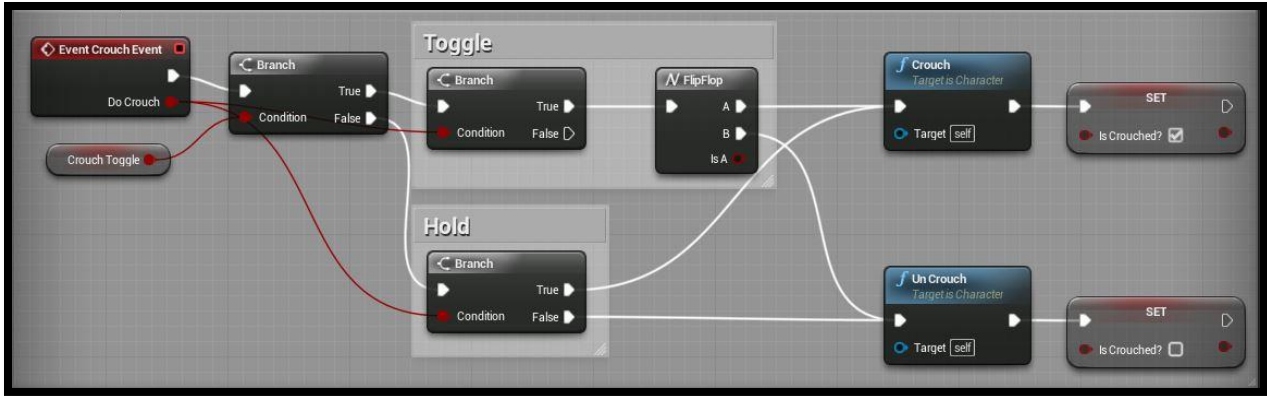 Event Crouch Event
Do Crouch
Crouch Toggle
Branch
True
Condition
False
Toggle
Branch
True
Condition
False
FlipFlop
A
B
Is A
Hold
Branch
True
Condition
False
Crouch
Target is Character
Target self
SET
Is Crouched?
Un Crouch
Target is Character
Target self
SET
Is Crouched?